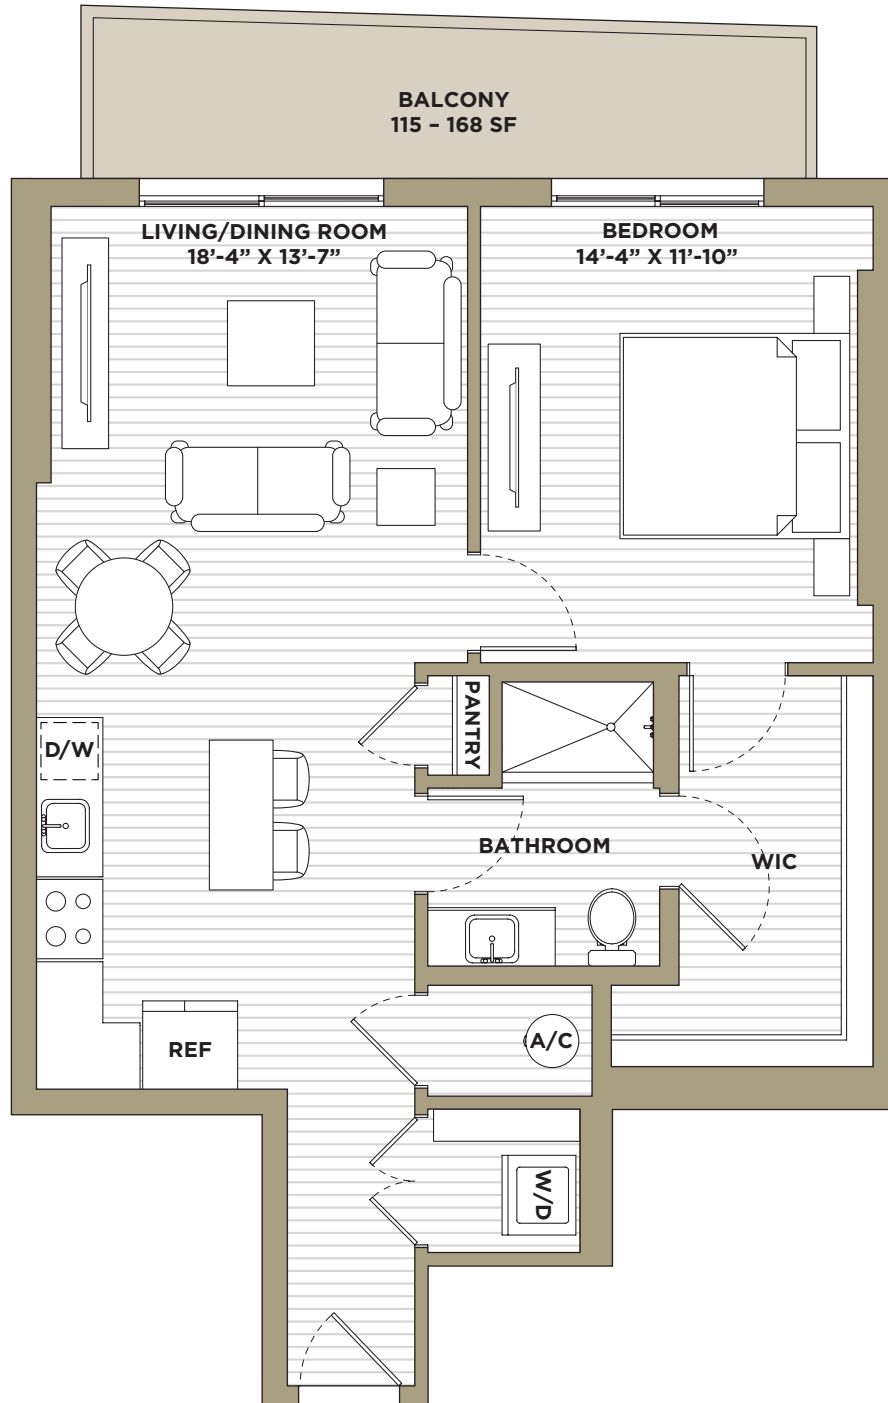 BALCONY
115 – 168 SF
LIVING/DINING ROOM
18’-4” X 13’-7”
BEDROOM
14’-4” X 11’-10”
PANTRY
D/W
BATHROOM
WIC
REF
A/C
W/D